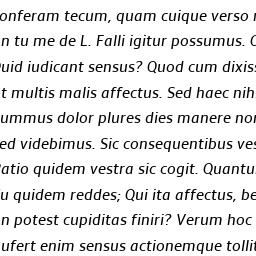 onferam tecum, quam cuique verso
n tu me de L. Falli igitur possumus.
uid iudicant sensus? Quod cum dixis
t multis malis affectus. Sed haec nih
ummus dolor plures dies manere no
ed videbimus. Sic consequentibus ves
atio quidem vestra sic cogit. Quantu
u quidem reddes; Qui ita affectus, be
n potest cupiditas finiri? Verum hoc
ufert enim sensus actionemque tollit